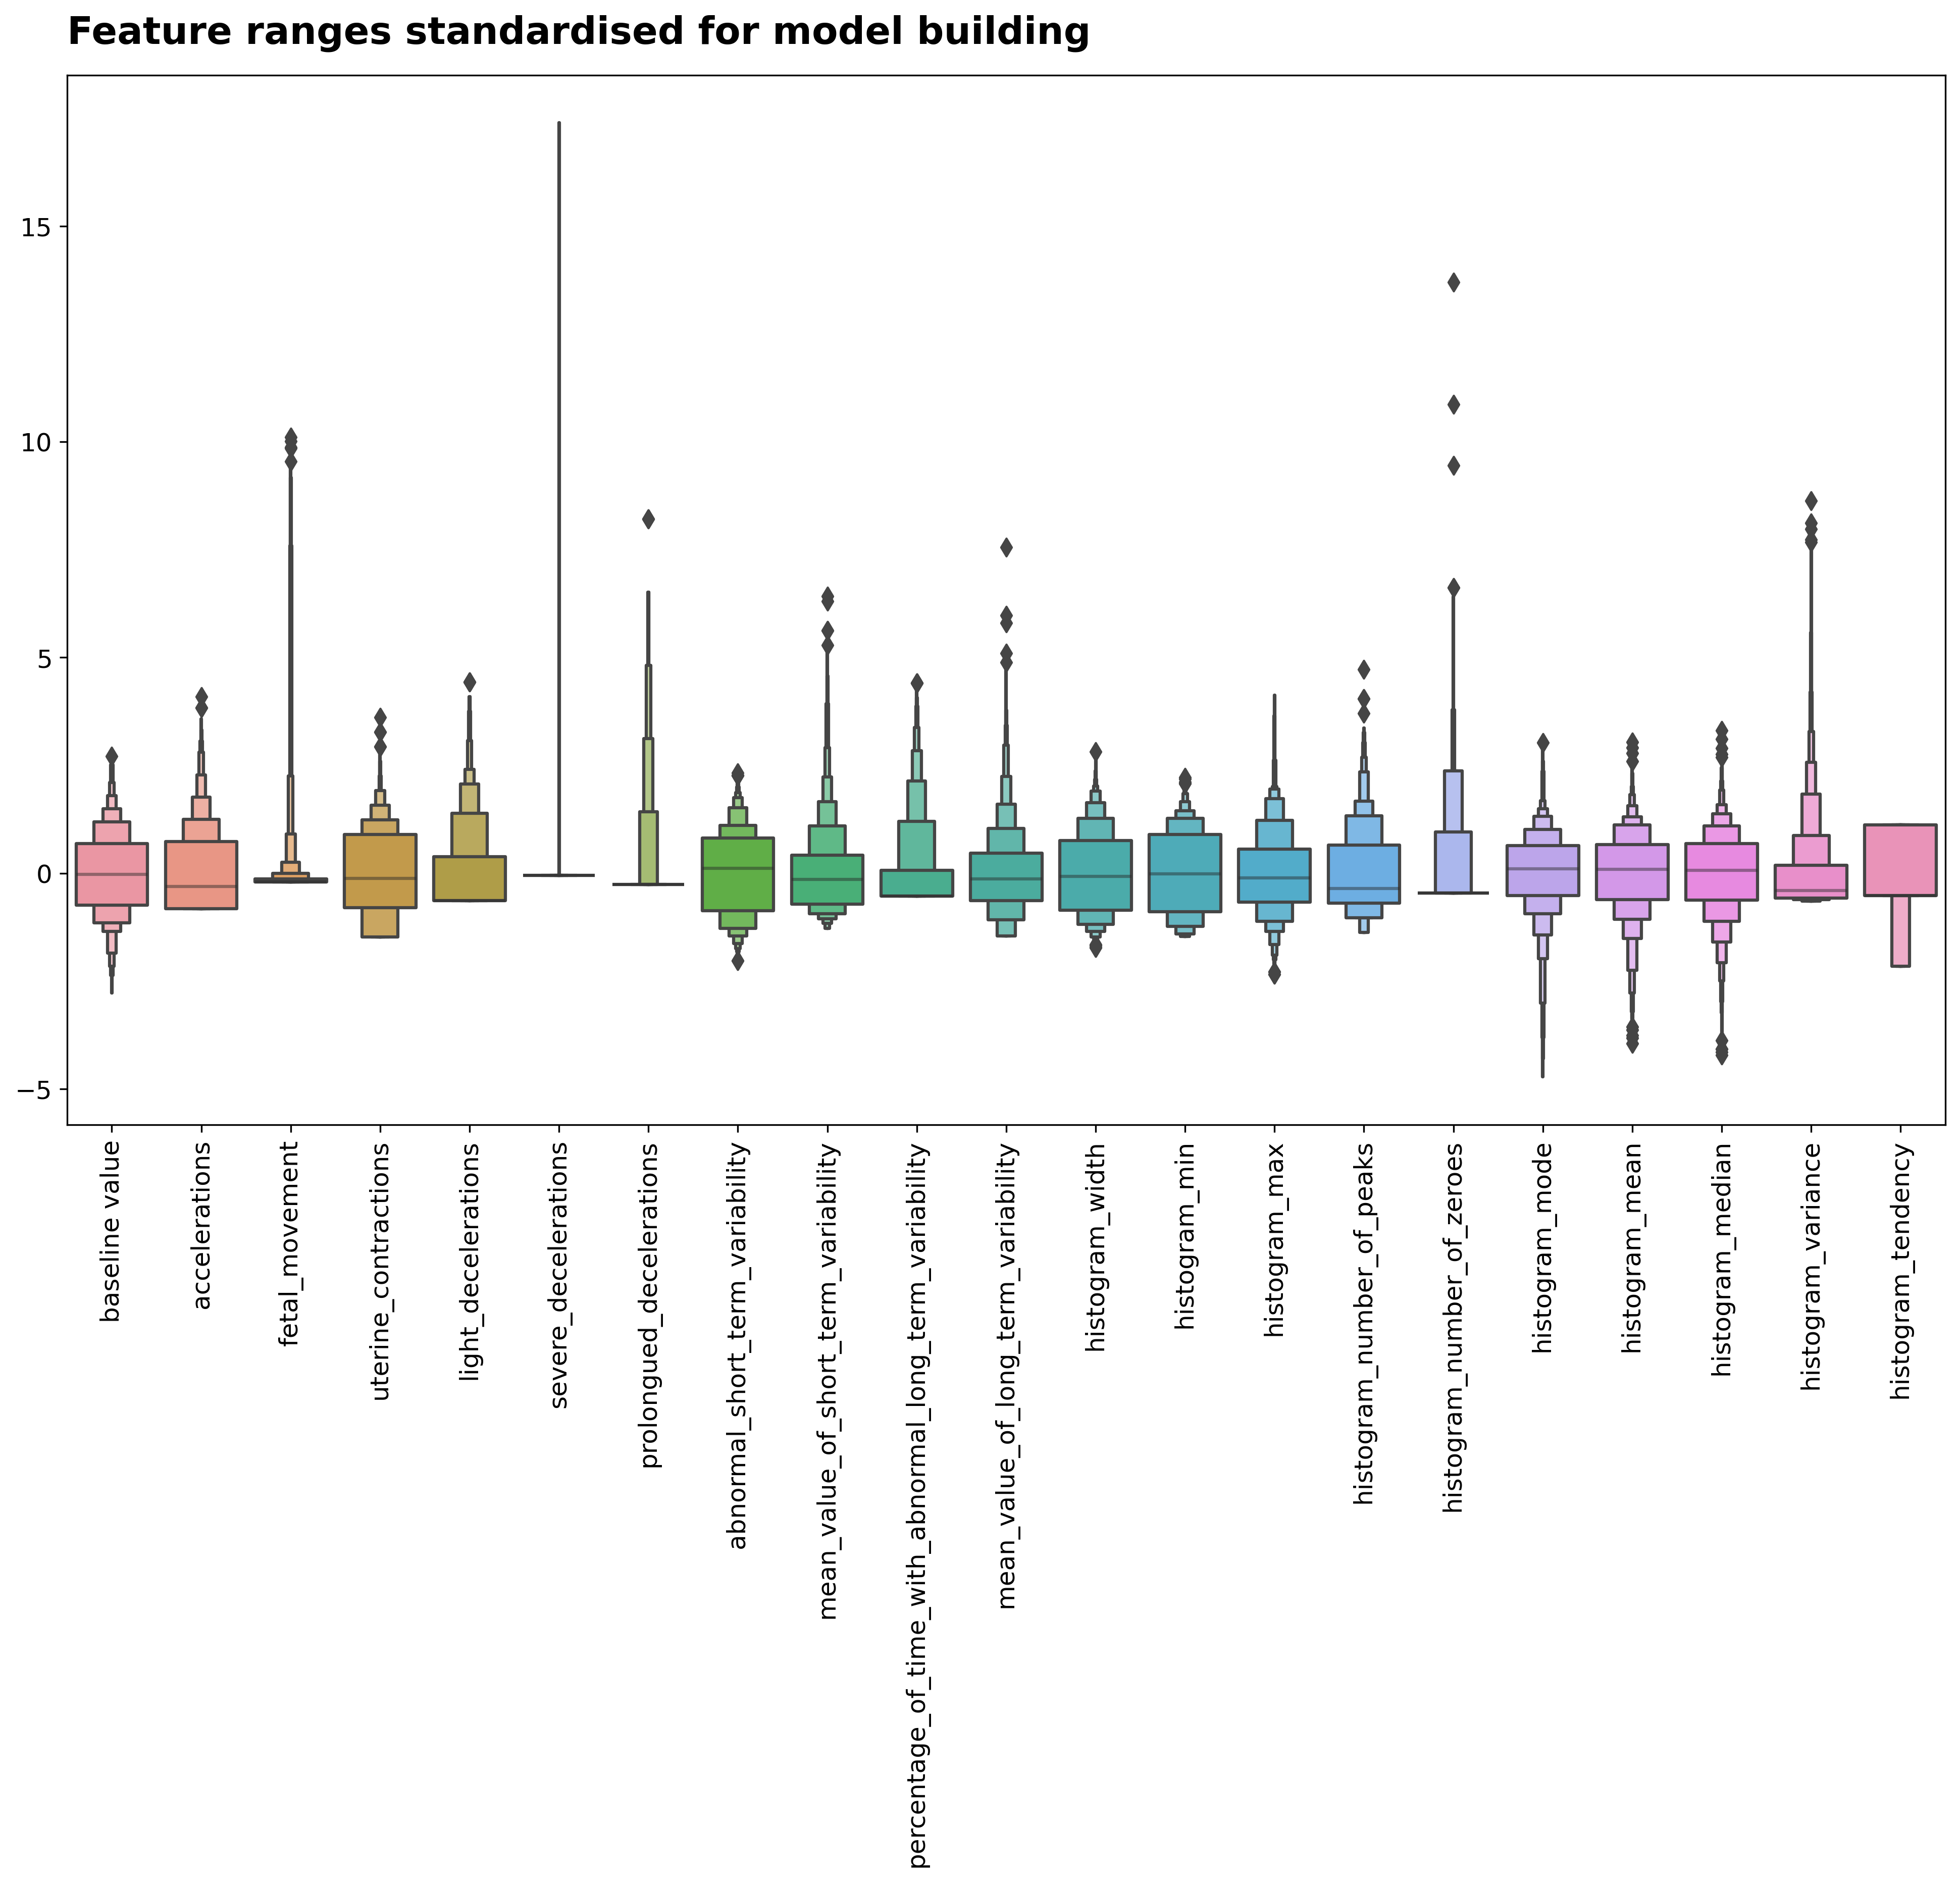 Feature ranges standardised for model building
15
10
5
0
−5
baseline value
accelerations
fetal_movement
uterine_contractions
light_decelerations
severe_decelerations
prolongued_decelerations
abnormal_short_term_variability
mean_value_of_short_term_variability
percentage_of_time_with_abnormal_long_term_variability
mean_value_of_long_term_variability
histogram_width
histogram_min
histogram_max
histogram_number_of_peaks
histogram_number_of_zeroes
histogram_mode
histogram_mean
histogram_median
histogram_variance
histogram_tendency